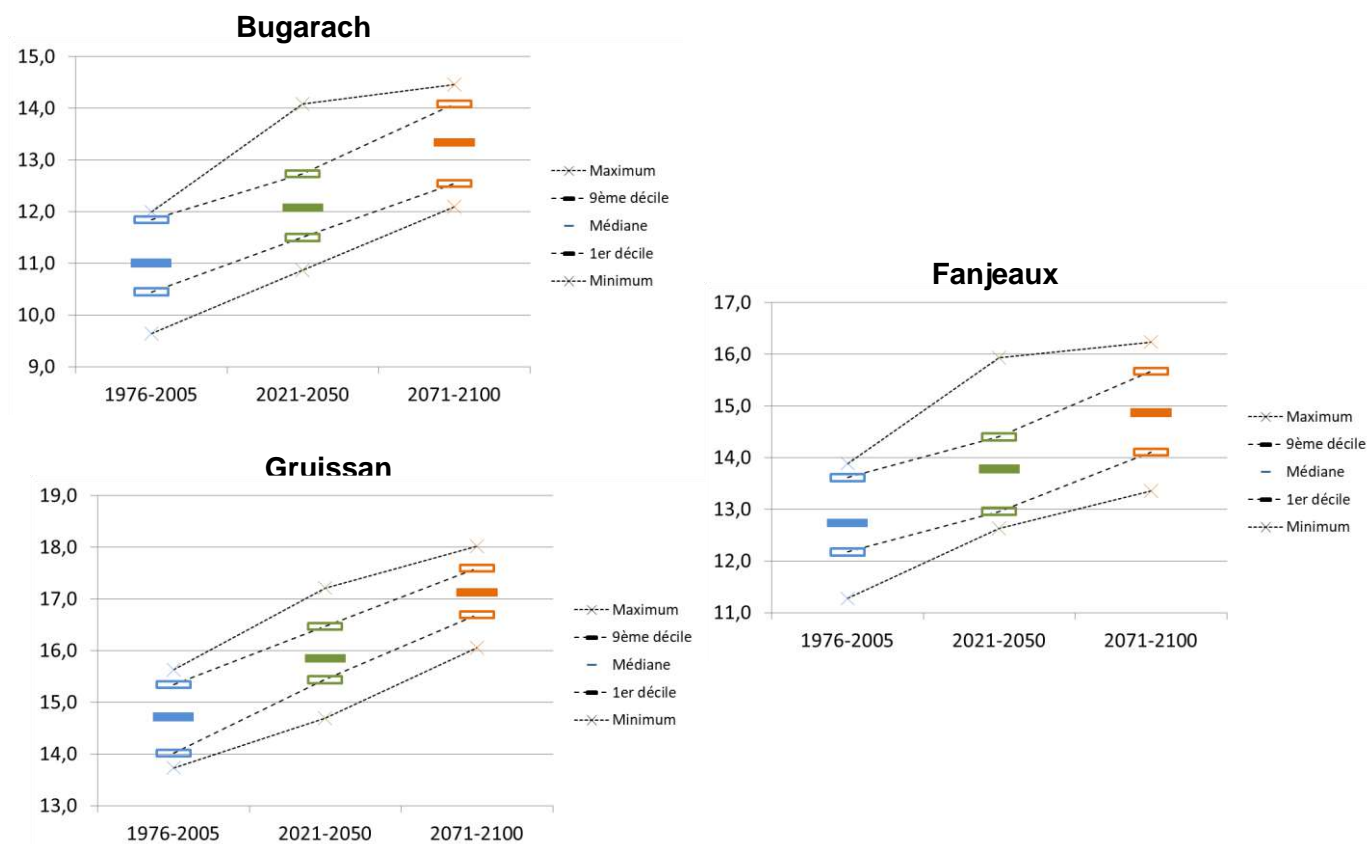 Bugarach
15,0
14,0
13,0
12,0
11,0
10,0
9,0
1976-2005 2021-2050 2071-2100
Maximum
9ème décile
Médiane
1er décile
Minimum
Fanjeaux
17,0
16,0
15,0
14,0
13,0
12,0
11,0
1976-2005 2021-2050 2071-2100
Maximum
9ème décile
Médiane
1er décile
Minimum
Gruissan
19,0
18,0
17,0
16,0
15,0
14,0
13,0
1976-2005 2021-2050 2071-2100
Maximum
9ème décile
Médiane
1er décile
Minimum